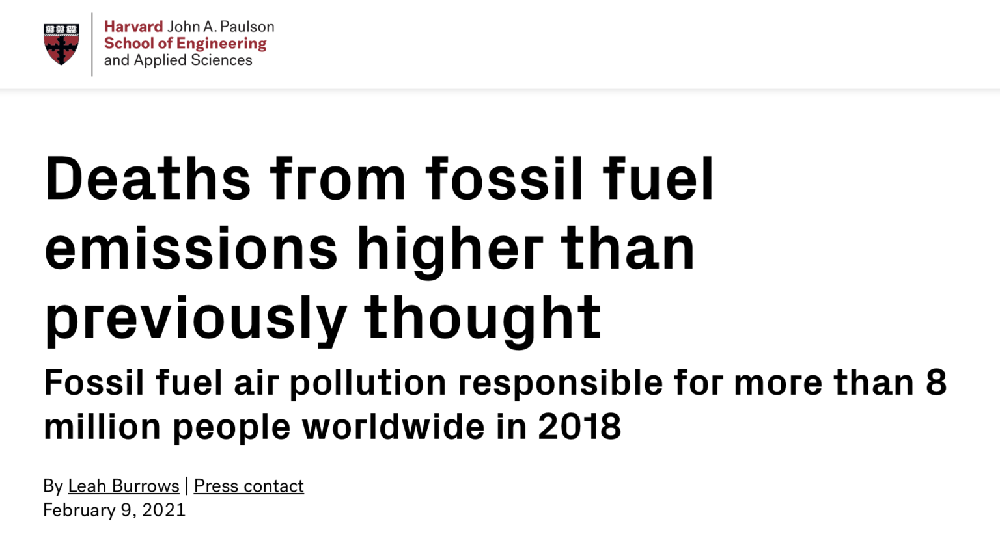 Harvard John A. Paulson
School of Engineering
and Applied Sciences
Deaths from fossil fuel
emissions higher than
previously thought
Fossil fuel air pollution responsible for more than 8
million people worldwide in 2018
By Leah Burrows | Press contact
February 9, 2021